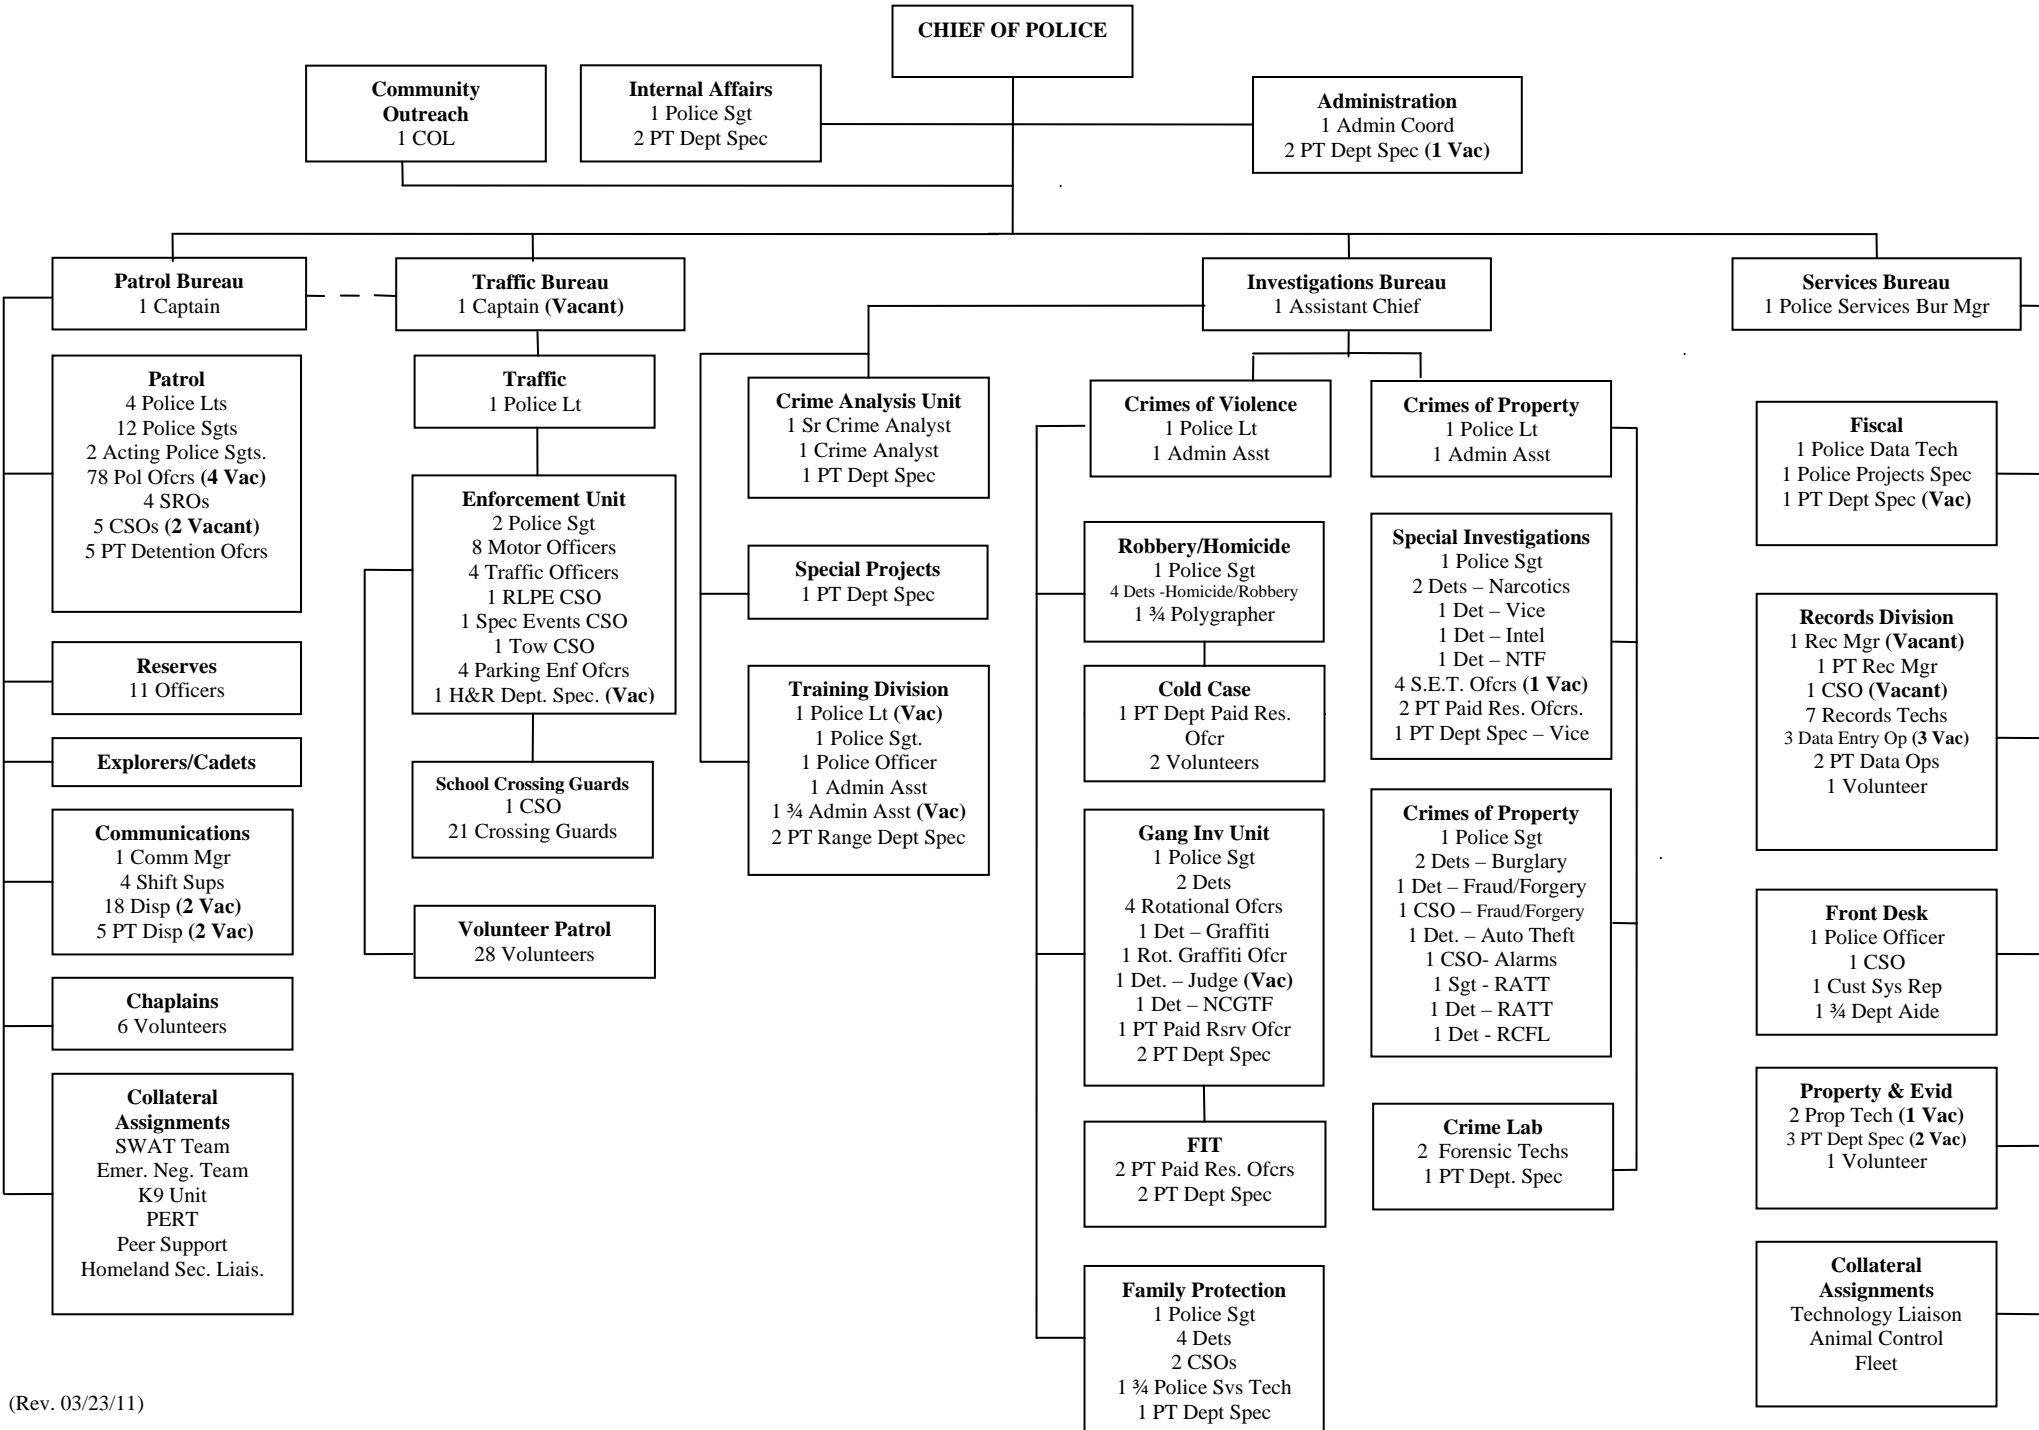 CHIEF OF POLICE
Community
Outreach
1 COL
Internal Affairs
1 Police Sgt
2 PT Dept Spec
Administration
1 Admin Coord
2 PT Dept Spec (1 Vac)
Patrol Bureau
1 Captain
Traffic Bureau
1 Captain (Vacant)
Investigations Bureau
1 Assistant Chief
Services Bureau
1 Police Services Bur Mgr
Patrol
4 Police Lts
12 Police Sgts
2 Acting Police Sgts.
78 Pol Ofcrs (4 Vac)
4 SROs
5 CSOs (2 Vacant)
5 PT Detention Ofcrs
Reserves
11 Officers
Explorers/Cadets
Communications
1 Comm Mgr
4 Shift Sups
18 Disp (2 Vac)
5 PT Disp (2 Vac)
Chaplains
6 Volunteers
Collateral
Assignments
SWAT Team
Emer. Neg. Team
K9 Unit
PERT
Peer Support
Homeland Sec. Liais.
Traffic
1 Police Lt
Enforcement Unit
2 Police Sgt
8 Motor Officers
4 Traffic Officers
1 RLPE CSO
1 Spec Events CSO
1 Tow CSO
4 Parking Enf Ofcrs
1 H&R Dept. Spec. (Vac)
School Crossing Guards
1 CSO
21 Crossing Guards
Volunteer Patrol
28 Volunteers
Crime Analysis Unit
1 Sr Crime Analyst
1 Crime Analyst
1 PT Dept Spec
Special Projects
1 PT Dept Spec
Training Division
1 Police Lt (Vac)
1 Police Sgt.
1 Police Officer
1 Admin Asst
1 ¾ Admin Asst (Vac)
2 PT Range Dept Spec
Crimes of Violence
1 Police Lt
1 Admin Asst
Robbery/Homicide
1 Police Sgt
4 Dets -Homicide/Robbery
1 ¾ Polygrapher
Cold Case
1 PT Dept Paid Res.
Ofcr
2 Volunteers
Gang Inv Unit
1 Police Sgt
2 Dets
4 Rotational Ofcrs
1 Det – Graffiti
1 Rot. Graffiti Ofcr
1 Det. – Judge (Vac)
1 Det – NCGTF
1 PT Paid Rsrv Ofcr
2 PT Dept Spec
FIT
2 PT Paid Res. Ofcrs
2 PT Dept Spec
Family Protection
1 Police Sgt
4 Dets
2 CSOs
1 ¾ Police Svs Tech
1 PT Dept Spec
Crimes of Property
1 Police Lt
1 Admin Asst
Special Investigations
1 Police Sgt
2 Dets – Narcotics
1 Det – Vice
1 Det – Intel
1 Det – NTF
4 S.E.T. Ofcrs (1 Vac)
2 PT Paid Res. Ofcrs.
1 PT Dept Spec – Vice
Crimes of Property
1 Police Sgt
2 Dets – Burglary
1 Det – Fraud/Forgery
1 CSO – Fraud/Forgery
1 Det. – Auto Theft
1 CSO- Alarms
1 Sgt - RATT
1 Det – RATT
1 Det - RCFL
Crime Lab
2 Forensic Techs
1 PT Dept. Spec
Fiscal
1 Police Data Tech
1 Police Projects Spec
1 PT Dept Spec (Vac)
Records Division
1 Rec Mgr (Vacant)
1 PT Rec Mgr
1 CSO (Vacant)
7 Records Techs
3 Data Entry Op (3 Vac)
2 PT Data Ops
1 Volunteer
Front Desk
1 Police Officer
1 CSO
1 Cust Sys Rep
1 ¾ Dept Aide
Property & Evid
2 Prop Tech (1 Vac)
3 PT Dept Spec (2 Vac)
1 Volunteer
Collateral
Assignments
Technology Liaison
Animal Control
Fleet
(Rev. 03/23/11)